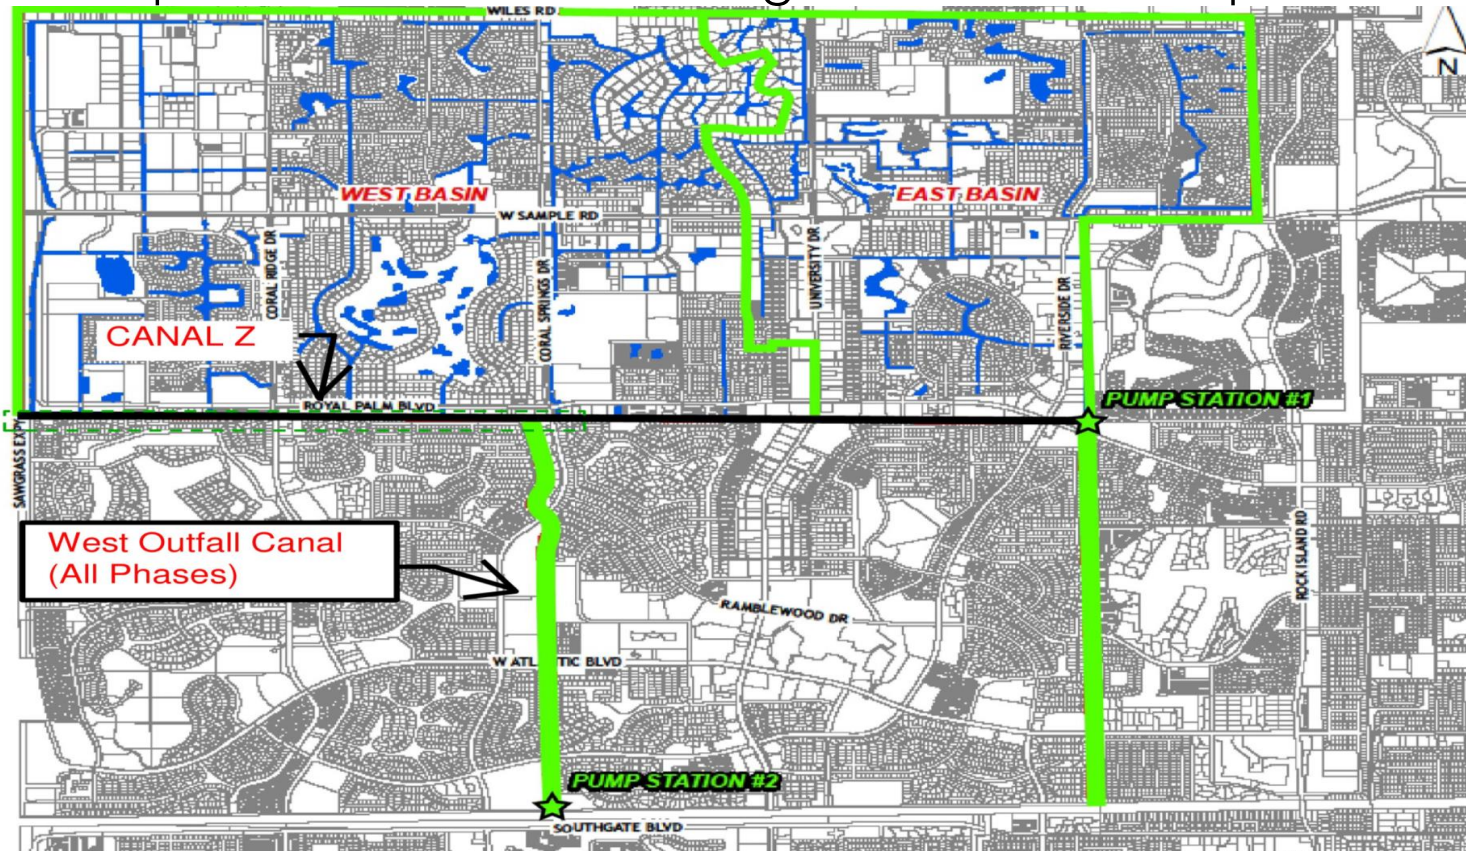 WILES RD
N
WEST BASIN
EAST BASIN
W SAMPLE RD
CORAL RIDGE DR
CORAL SPRINGS DR
UNIVERSITY DR
RIVERSIDE DR
CANAL Z
ROYAL PALM BLVD
PUMP STATION #1
SAWGRASS EXPY
West Outfall Canal
(All Phases)
ROCK ISLAND RD
RAMBLEWOOD DR
W ATLANTIC BLVD
PUMP STATION #2
SOUTHGATE BLVD